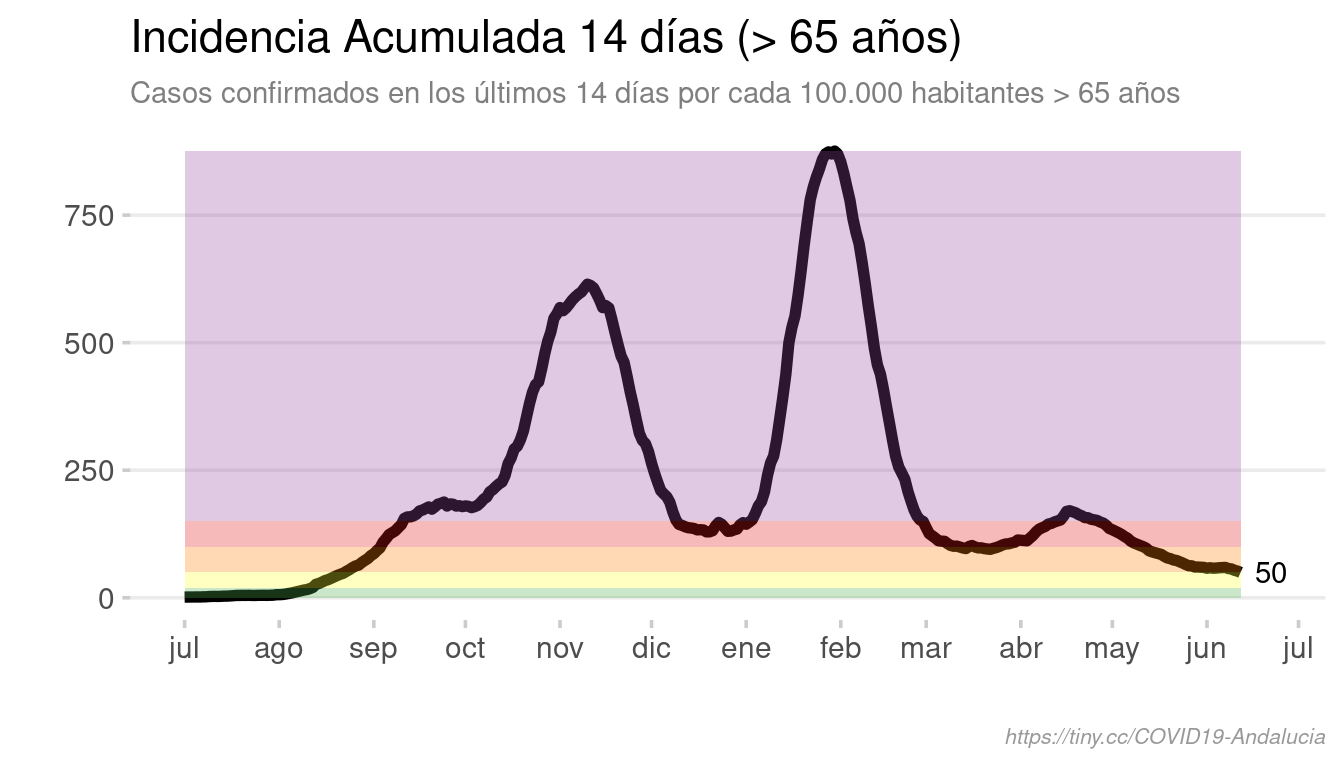 Incidencia Acumulada 14 días (> 65 años)
Casos confirmados en los últimos 14 días por cada 100.000 habitantes > 65 años
750
500
250
0
50
jul ago sep oct nov dic ene feb mar abr may jun jul
https://tiny.cc/COVID19-Andalucia